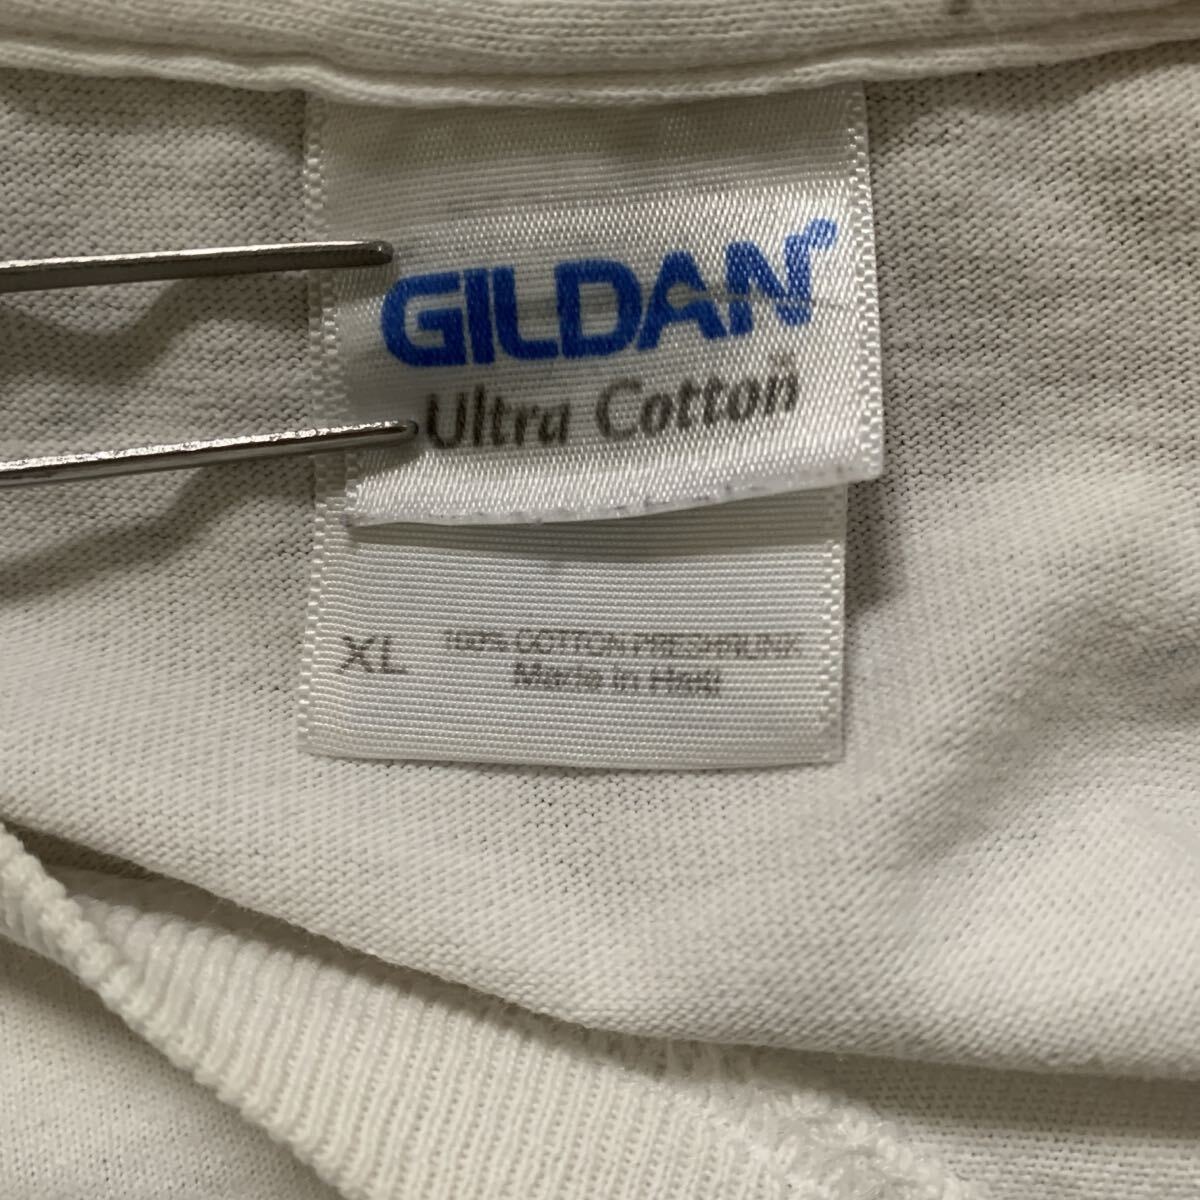 GILDAN®
Ultra Cotton®
XL 100% COTTON PRESHRUNK
Made in Haiti